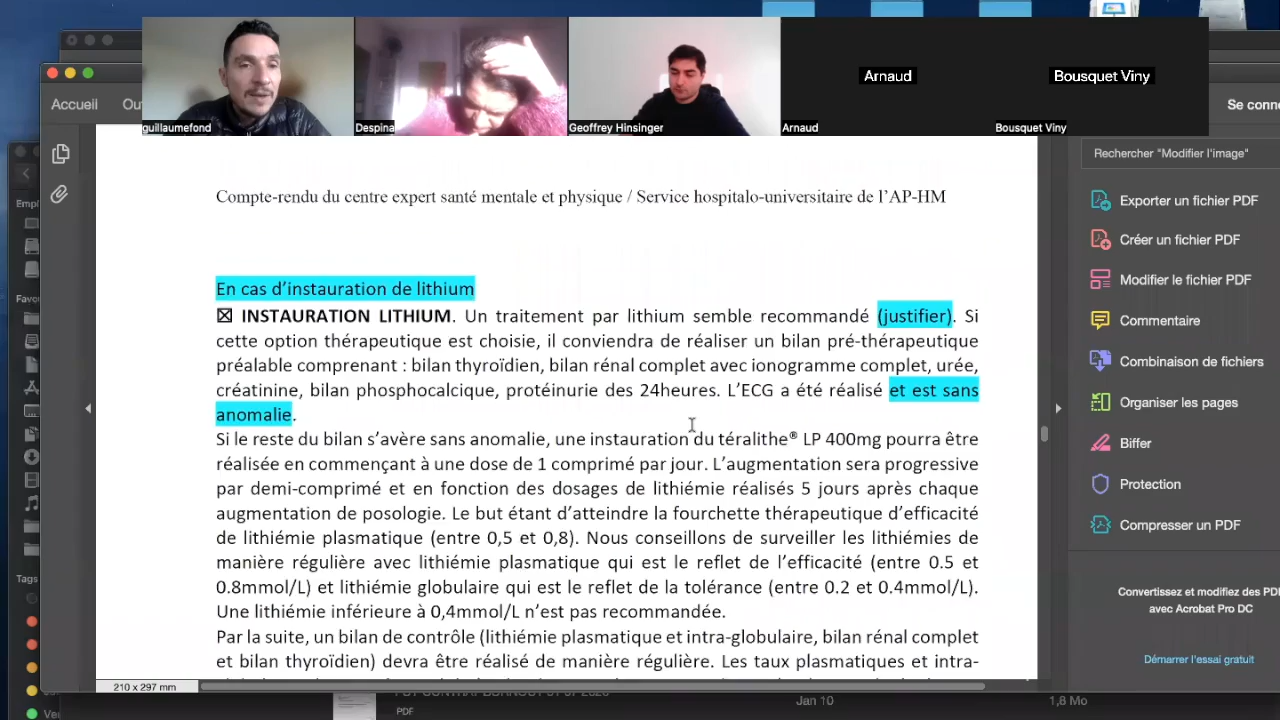 Arnaud
Bousquet Viny
guillaumefond
Despina
Geoffrey Hinsinger
Arnaud
Bousquet Viny
Accueil
Se conne
Rechercher "Modifier l'image"
Exporter un fichier PDF
Créer un fichier PDF
Modifier le fichier PDF
Commentaire
Combinaison de fichiers
Organiser les pages
Biffer
Protection
Compresser un PDF
Convertissez et modifiez des PDF
avec Acrobat Pro DC
Démarrer l'essai gratuit
Compte-rendu du centre expert santé mentale et physique / Service hospitalo-universitaire de l'AP-HM
En cas d'instauration de lithium
☒ INSTAURATION LITHIUM. Un traitement par lithium semble recommandé (justifier). Si
cette option thérapeutique est choisie, il conviendra de réaliser un bilan pré-thérapeutique
préalable comprenant : bilan thyroïdien, bilan rénal complet avec ionogramme complet, urée,
créatinine, bilan phosphocalcique, protéinurie des 24heures. L'ECG a été réalisé et est sans
anomalie.
Si le reste du bilan s'avère sans anomalie, une instauration du téralithe® LP 400mg pourra être
réalisée en commençant à une dose de 1 comprimé par jour. L'augmentation sera progressive
par demi-comprimé et en fonction des dosages de lithiémie réalisés 5 jours après chaque
augmentation de posologie. Le but étant d'atteindre la fourchette thérapeutique d'efficacité
de lithiémie plasmatique (entre 0,5 et 0,8). Nous conseillons de surveiller les lithiémies de
manière régulière avec lithiémie plasmatique qui est le reflet de l'efficacité (entre 0.5 et
0.8mmol/L) et lithiémie globulaire qui est le reflet de la tolérance (entre 0.2 et 0.4mmol/L).
Une lithiémie inférieure à 0,4mmol/L n'est pas recommandée.
Par la suite, un bilan de contrôle (lithiémie plasmatique et intra-globulaire, bilan rénal complet
et bilan thyroïdien) devra être réalisé de manière régulière. Les taux plasmatiques et intra-
210 x 297 mm
Favou
Tags
PDF
Jan 10
1,8 Mo